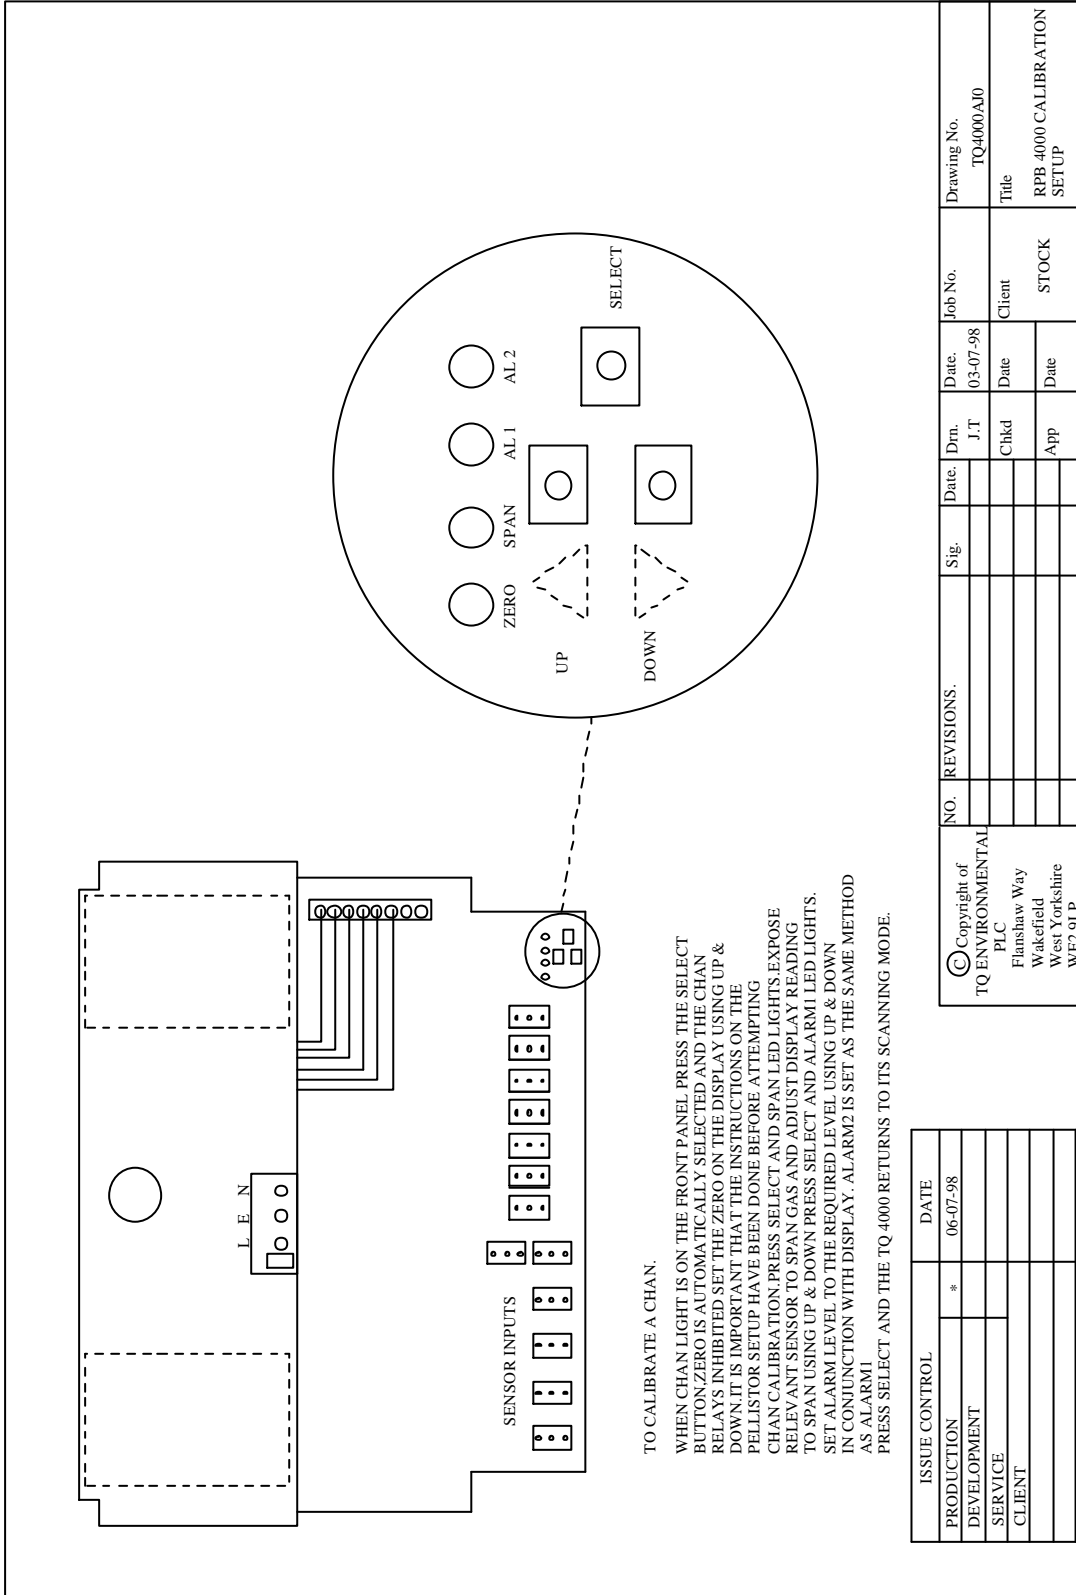 L E N
SENSOR INPUTS
ZERO
SPAN
AL 1
AL 2
UP
DOWN
SELECT
TO CALIBRATE A CHAN.
WHEN CHAN LIGHT IS ON THE FRONT PANEL PRESS THE SELECT
BUTTON,ZERO IS AUTOMATICALLY SELECTED AND THE CHAN
RELAYS INHIBITED SET THE ZERO ON THE DISPLAY USING UP &
DOWN.IT IS IMPORTANT THAT THE INSTRUCTIONS ON THE
PELLISTOR SETUP HAVE BEEN DONE BEFORE ATTEMPTING
CHAN CALIBRATION.PRESS SELECT AND SPAN LED LIGHTS.EXPOSE
RELEVANT SENSOR TO SPAN GAS AND ADJUST DISPLAY READING
TO SPAN USING UP & DOWN PRESS SELECT AND ALARM1 LED LIGHTS.
SET ALARM LEVEL TO THE REQUIRED LEVEL USING UP & DOWN
IN CONJUNCTION WITH DISPLAY. ALARM2 IS SET AS THE SAME METHOD
AS ALARM1
PRESS SELECT AND THE TQ 4000 RETURNS TO ITS SCANNING MODE.
ISSUE CONTROL DATE
PRODUCTION * 06-07-98
DEVELOPMENT
SERVICE
CLIENT
© Copyright of
TQ ENVIRONMENTAL
PLC
Flanshaw Way
Wakefield
West Yorkshire
WF2 9LP
NO. REVISIONS. Sig. Date.
Drn. J.T
Date. 03-07-98
Chkd Date
App Date
Job No.
Client
STOCK
Drawing No.
TQ4000AJ0
Title
RPB 4000 CALIBRATION
SETUP